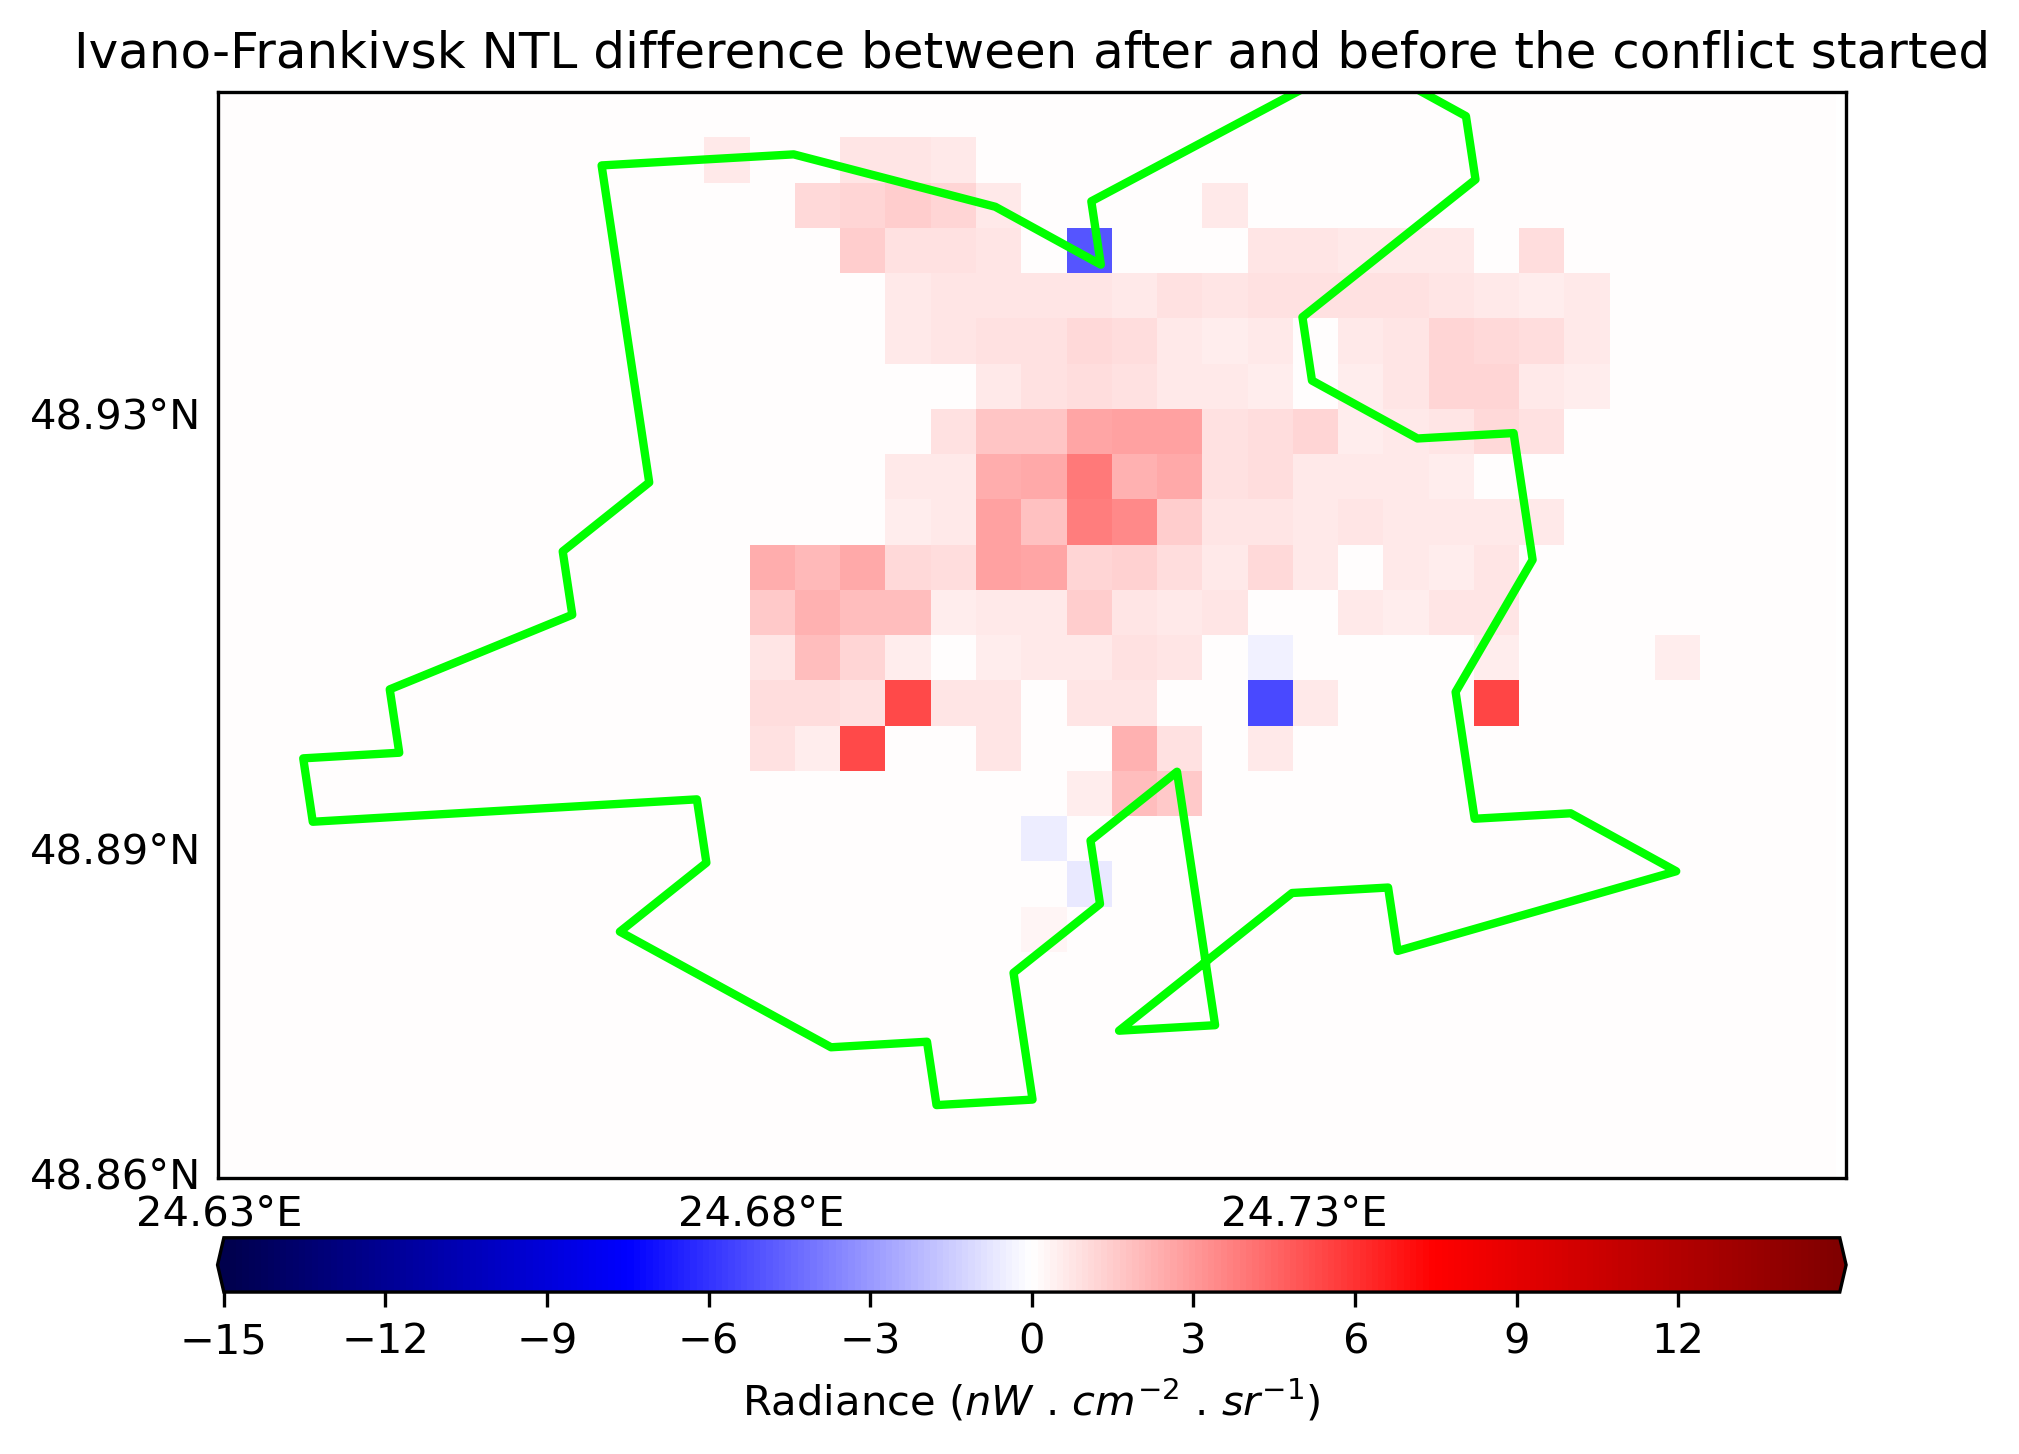 Ivano-Frankivsk NTL difference between after and before the conflict started
48.93°N
48.89°N
48.86°N
24.63°E 24.68°E 24.73°E
−15 −12 −9 −6 −3 0 3 6 9 12
Radiance (nW . cm⁻² . sr⁻¹)